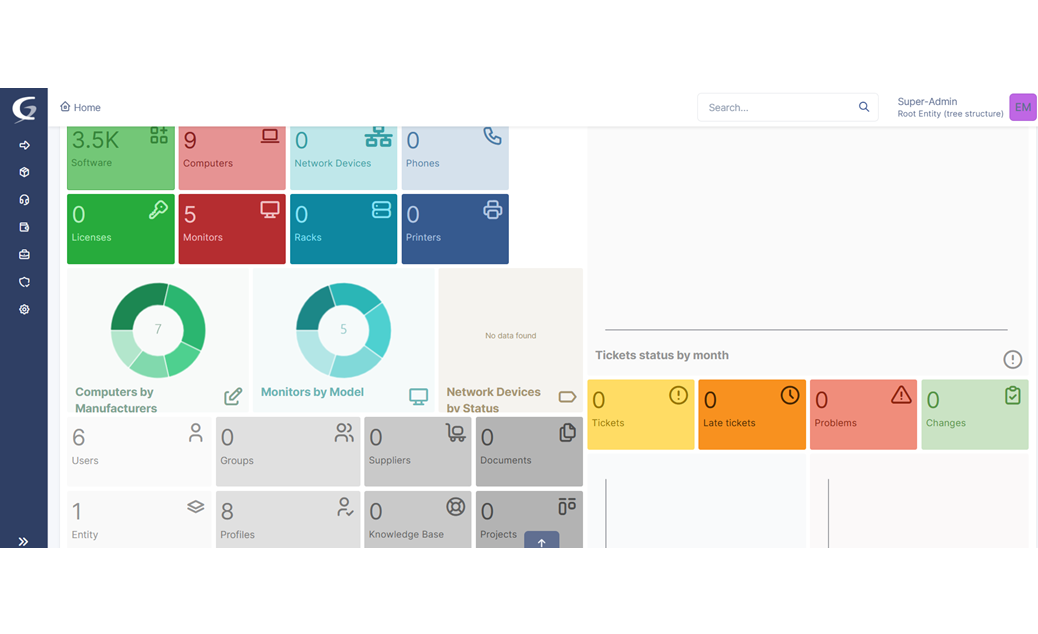 Home
Search...
Super-Admin
Root Entity (tree structure)
EM
3.5K
Software
9
Computers
0
Network Devices
0
Phones
0
Licenses
5
Monitors
0
Racks
0
Printers
7
Computers by
Manufacturers
5
Monitors by Model
No data found
Network Devices
by Status
6
Users
0
Groups
0
Suppliers
0
Documents
1
Entity
8
Profiles
0
Knowledge Base
0
Projects
Tickets status by month
0
Tickets
0
Late tickets
0
Problems
0
Changes